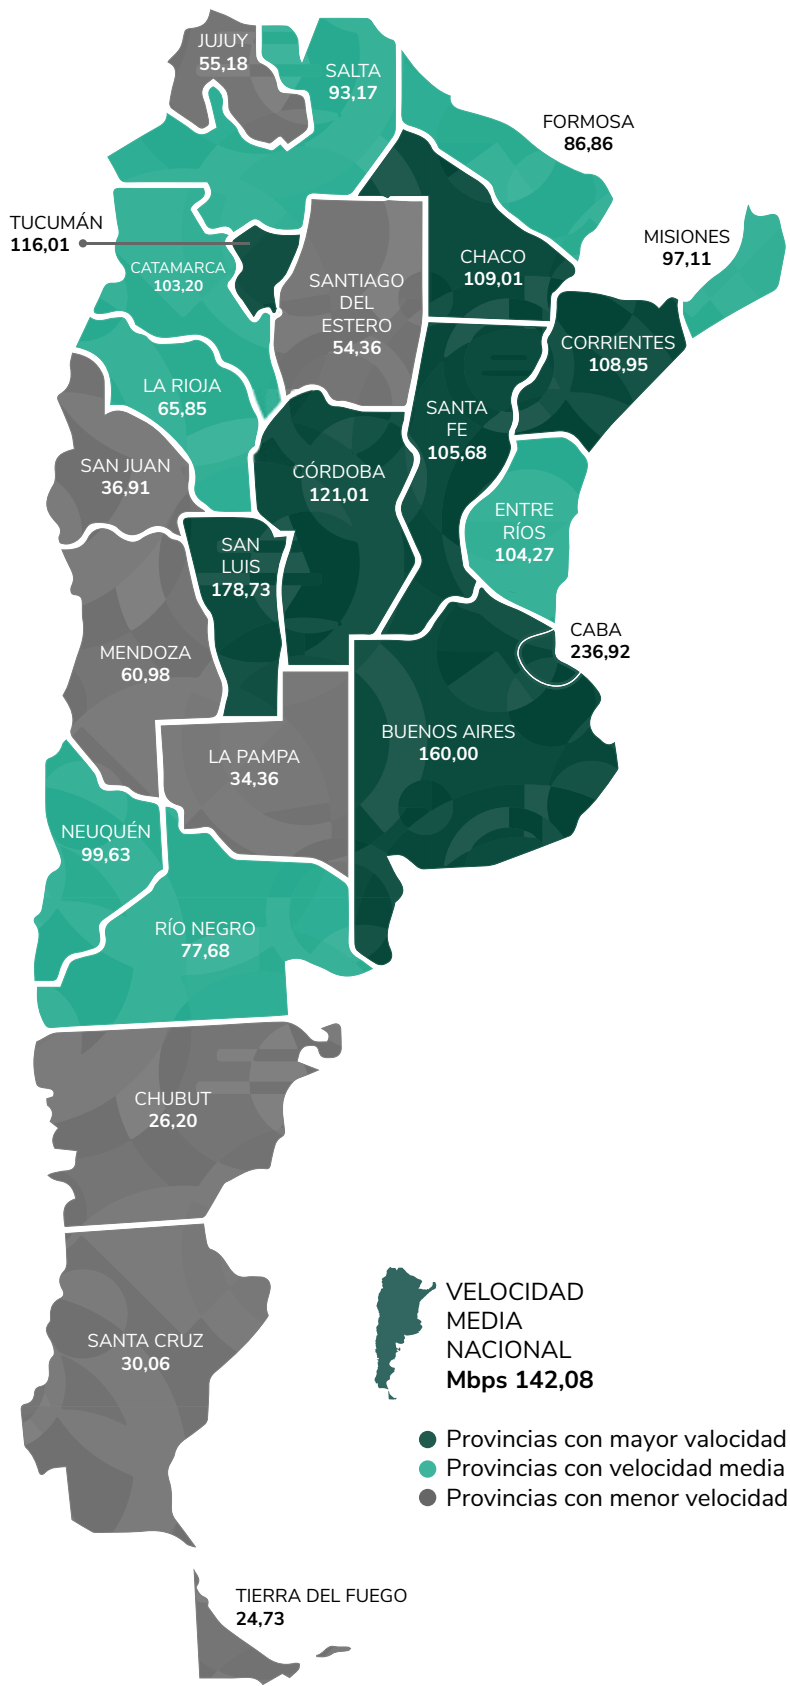 JUJUY
55,18
SALTA
93,17
FORMOSA
86,86
TUCUMÁN
116,01
CATAMARCA
103,20
SANTIAGO
DEL
ESTERO
54,36
CHACO
109,01
MISIONES
97,11
CORRIENTES
108,95
LA RIOJA
65,85
SANTA
FE
105,68
SAN JUAN
36,91
CÓRDOBA
121,01
ENTRE
RÍOS
104,27
SAN
LUIS
178,73
MENDOZA
60,98
CABA
236,92
BUENOS AIRES
160,00
LA PAMPA
34,36
NEUQUÉN
99,63
RÍO NEGRO
77,68
CHUBUT
26,20
SANTA CRUZ
30,06
VELOCIDAD
MEDIA
NACIONAL
Mbps 142,08
Provincias con mayor valocidad
Provincias con velocidad media
Provincias con menor velocidad
TIERRA DEL FUEGO
24,73